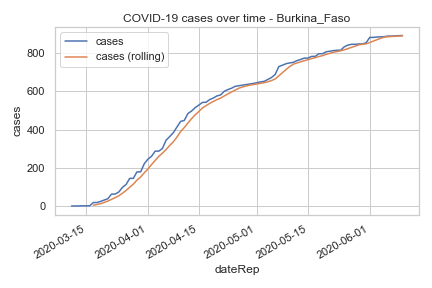 COVID-19 cases over time - Burkina_Faso
cases
cases (rolling)
800
600
400
200
0
cases
2020-03-15
2020-04-01
2020-04-15
2020-05-01
2020-05-15
2020-06-01
dateRep